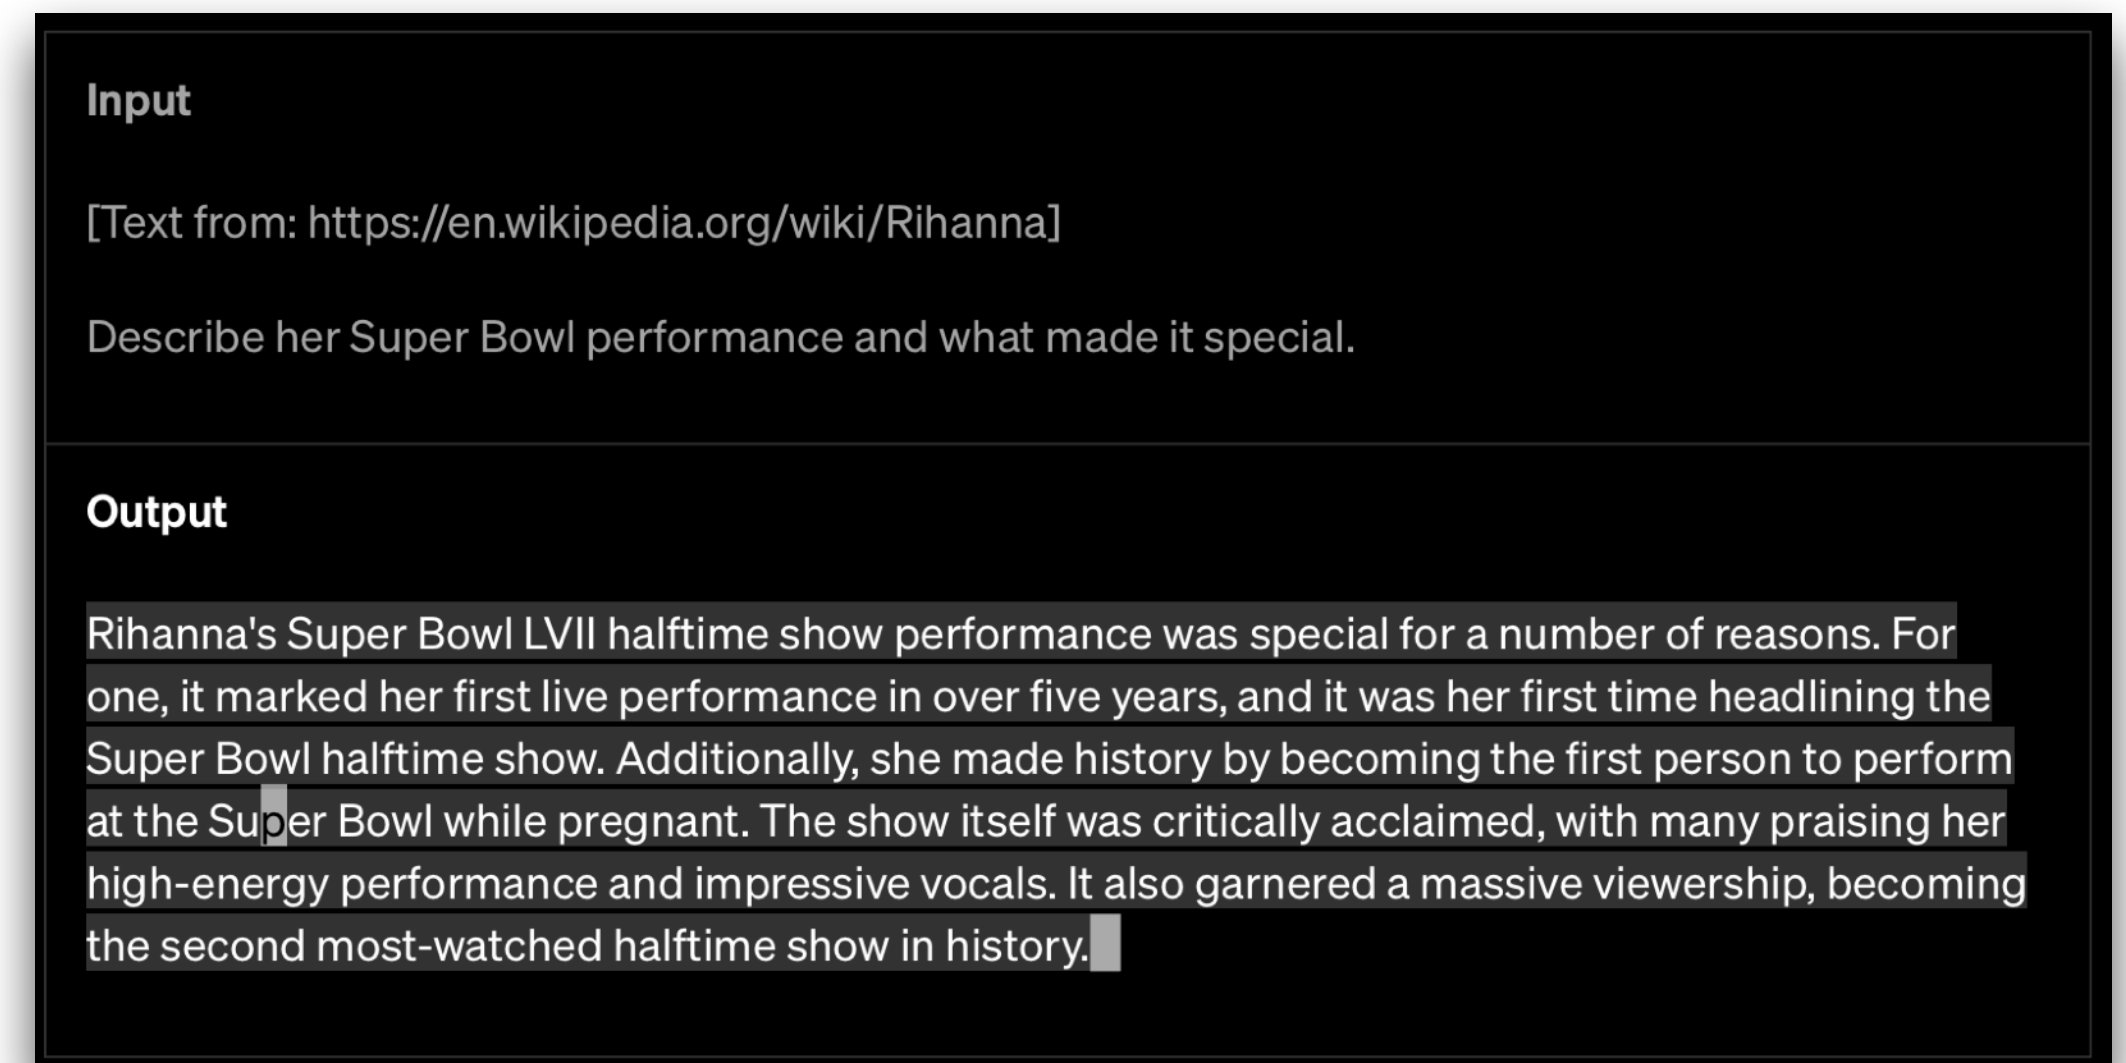 Input
[Text from: https://en.wikipedia.org/wiki/Rihanna]
Describe her Super Bowl performance and what made it special.
Output
Rihanna's Super Bowl LVII halftime show performance was special for a number of reasons. For
one, it marked her first live performance in over five years, and it was her first time headlining the
Super Bowl halftime show. Additionally, she made history by becoming the first person to perform
at the Super Bowl while pregnant. The show itself was critically acclaimed, with many praising her
high-energy performance and impressive vocals. It also garnered a massive viewership, becoming
the second most-watched halftime show in history.